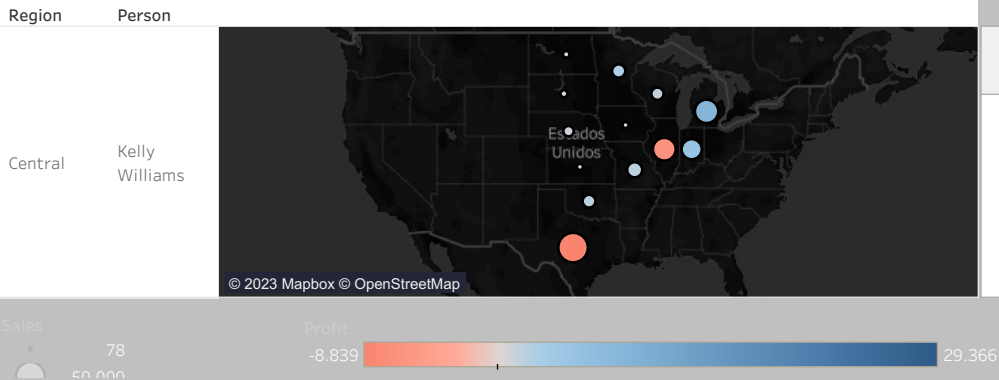 Region Person
Central
Kelly
Williams
Estados
Unidos
© 2023 Mapbox © OpenStreetMap
Sales
78
50.000
Profit
-8.839
29.366